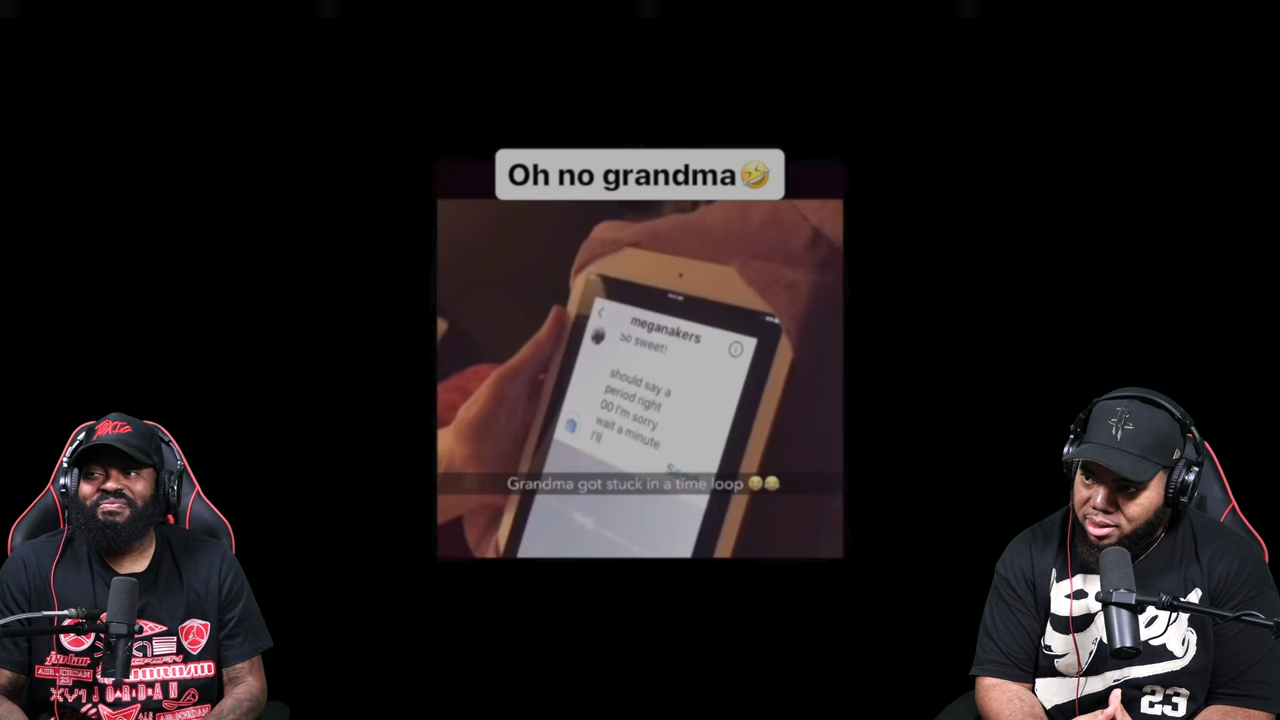 Oh no grandma🤣
meganakers
So sweet!
should say a
period right
00 I'm sorry
wait a minute
I'll
Grandma got stuck in a time loop 😂😂
TOXIC
JORDAN
23